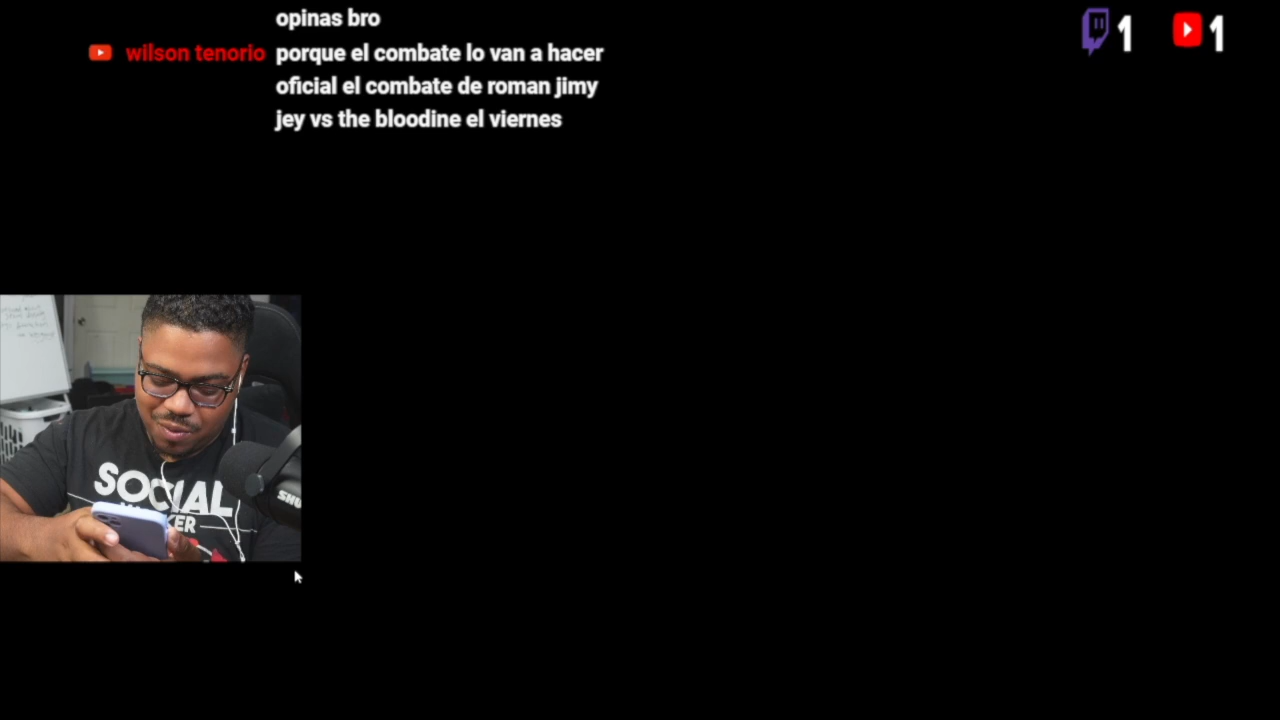 opinas bro
wilson tenorio porque el combate lo van a hacer
oficial el combate de roman jimy
jey vs the bloodine el viernes
1 1
SOCIAL
SHU